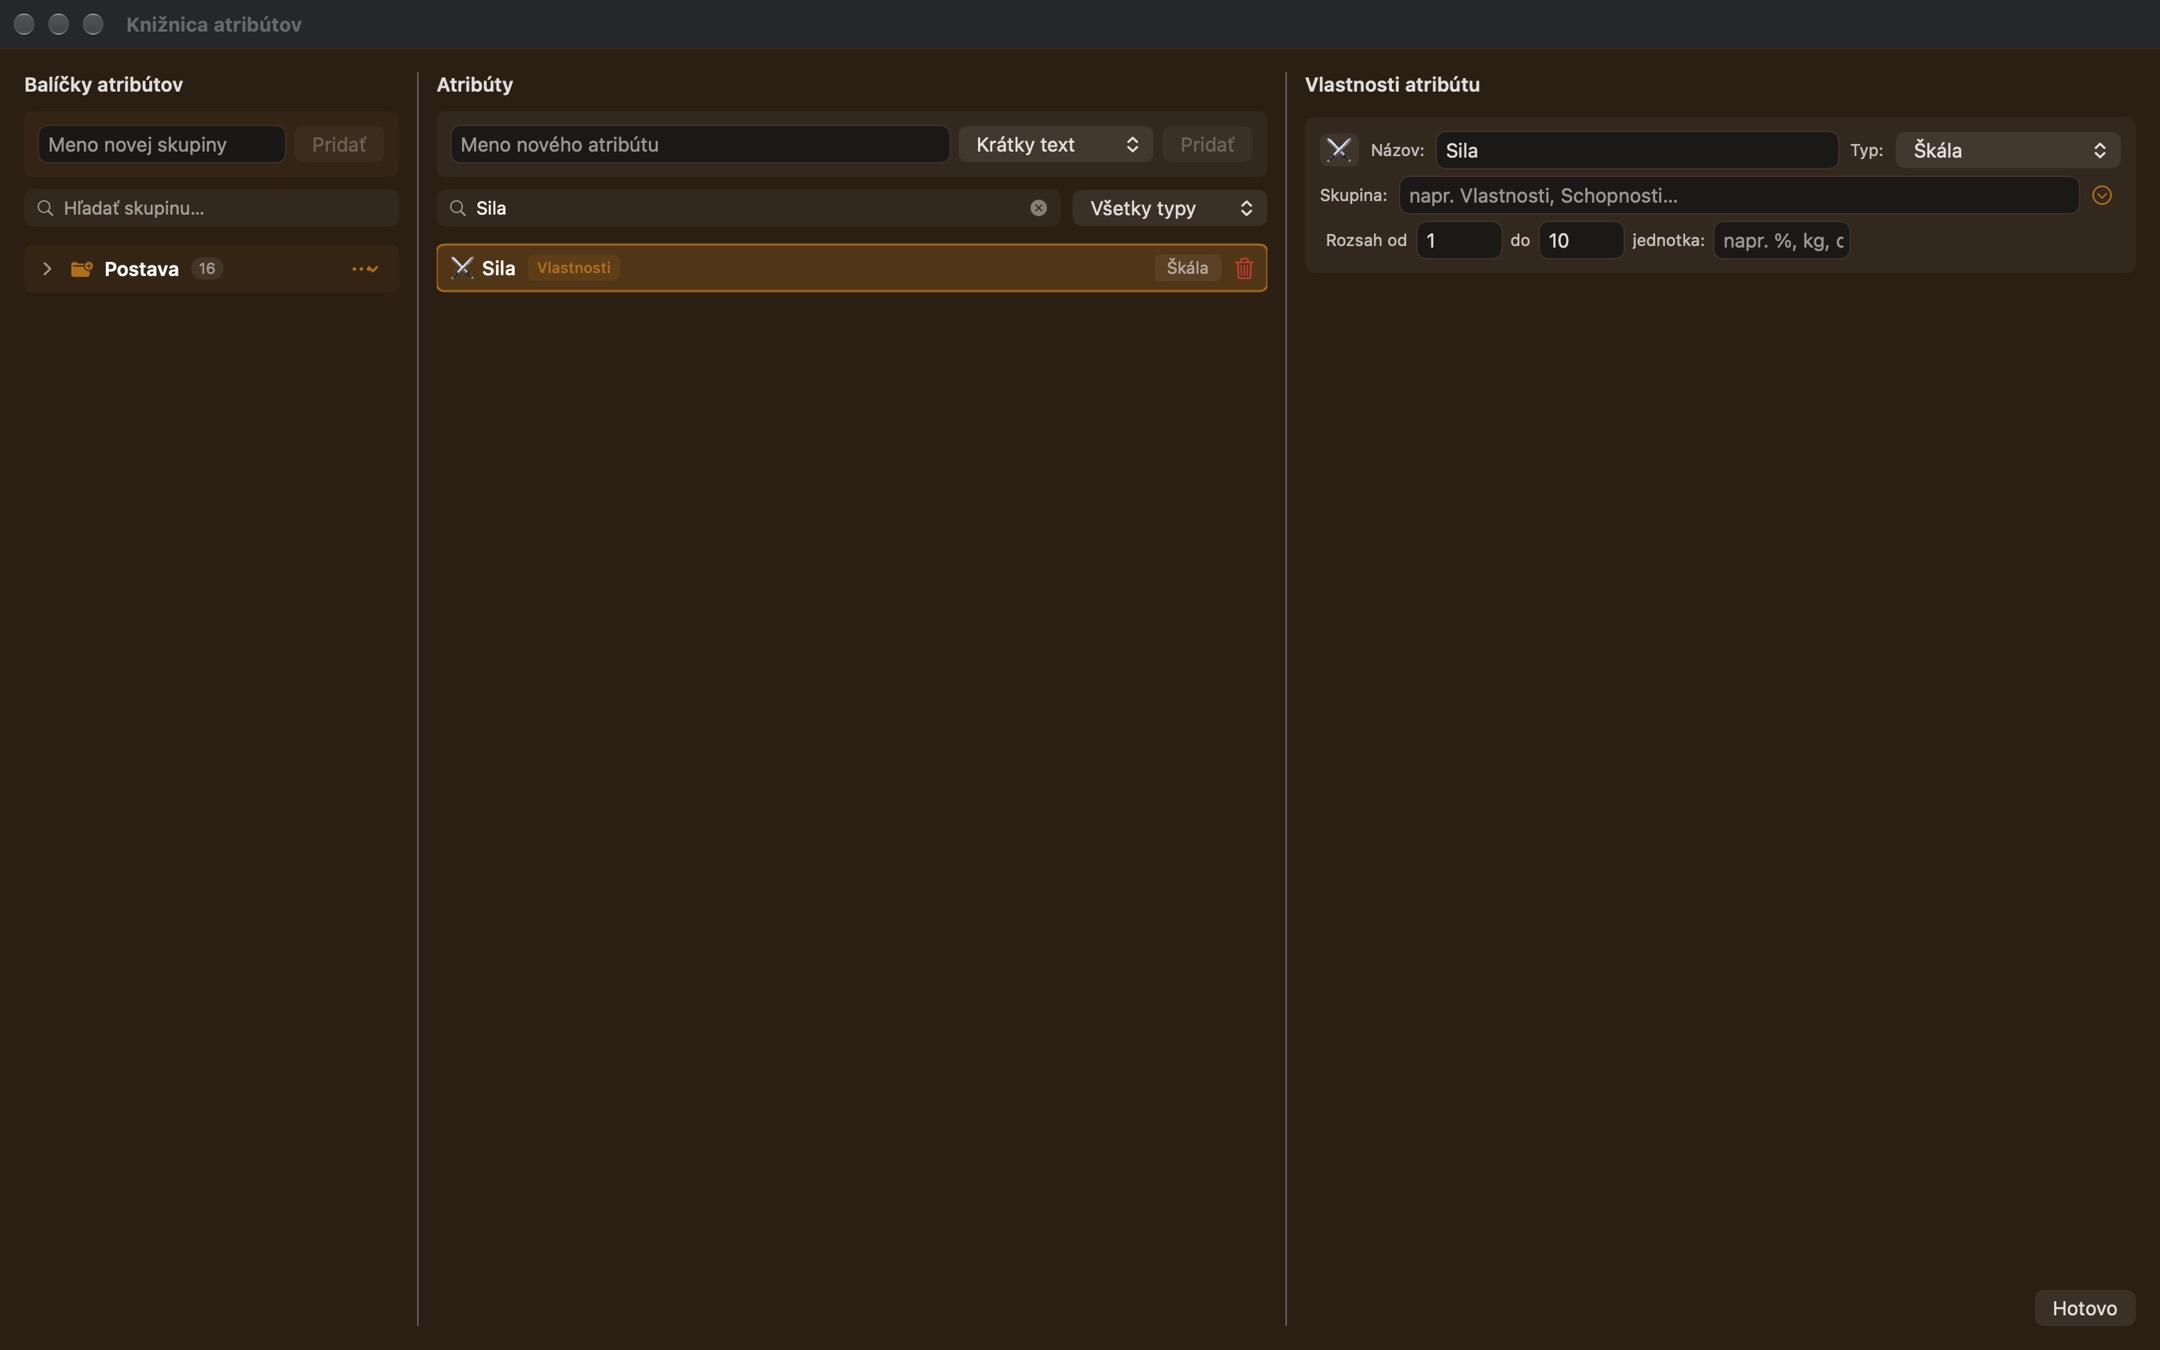 Knižnica atribútov
Balíčky atribútov
Meno novej skupiny
Pridať
Hľadať skupinu...
Postava 16
Atribúty
Meno nového atribútu
Krátky text
Pridať
Sila
Všetky typy
Sila Vlastnosti Škála
Vlastnosti atribútu
Názov: Sila Typ: Škála
Skupina: napr. Vlastnosti, Schopnosti...
Rozsah od 1 do 10 jednotka: napr. %, kg, c
Hotovo